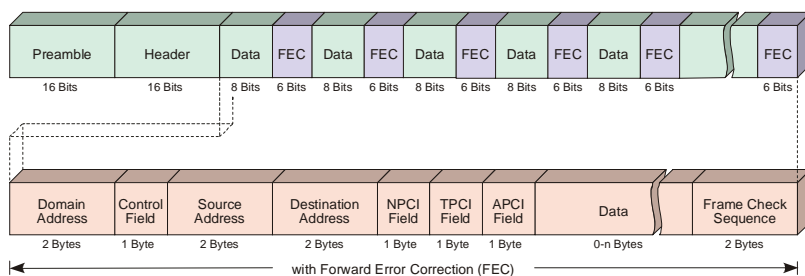 Preamble Header Data FEC Data FEC Data FEC Data FEC Data FEC FEC
16 Bits 16 Bits 8 Bits 6 Bits 8 Bits 6 Bits 8 Bits 6 Bits 8 Bits 6 Bits 8 Bits 6 Bits 6 Bits
Domain Address Control Field Source Address Destination Address NPCI Field TPCI Field APCI Field Data Frame Check Sequence
2 Bytes 1 Byte 2 Bytes 2 Bytes 1 Byte 1 Byte 1 Byte 0-n Bytes 2 Bytes
with Forward Error Correction (FEC)